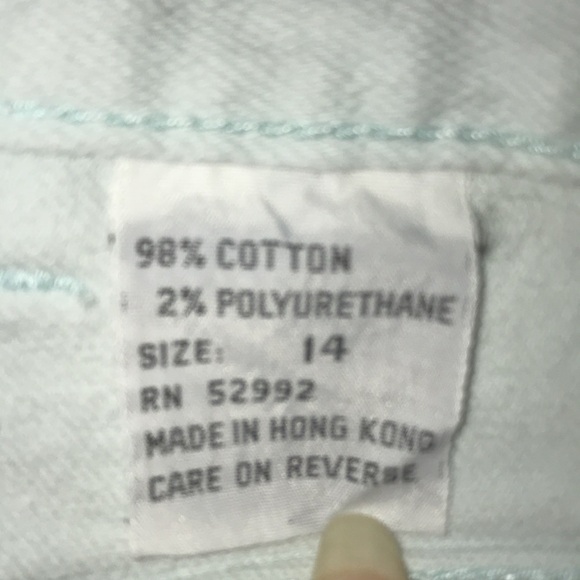 98% COTTON
2% POLYURETHANE
SIZE: 14
RN 52992
MADE IN HONG KONG
CARE ON REVERSE